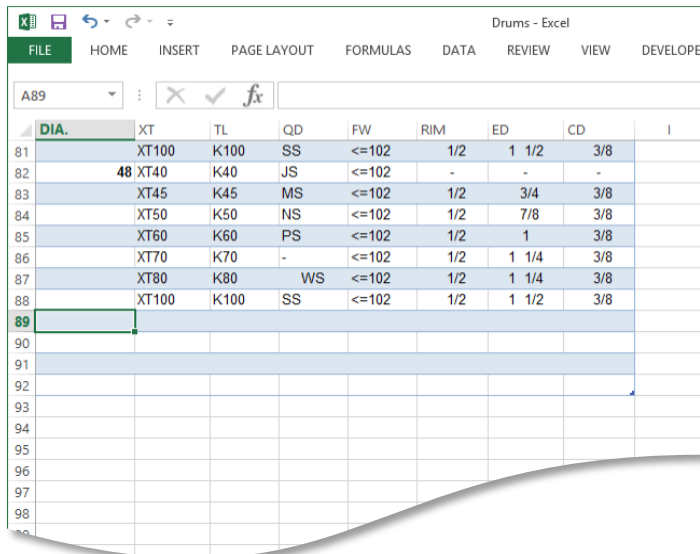 Drums - Excel
FILE HOME INSERT PAGE LAYOUT FORMULAS DATA REVIEW VIEW DEVELOPE
A89 fx
DIA. XT TL QD FW RIM ED CD I
81 XT100 K100 SS <=102 1/2 1 1/2 3/8
82 48 XT40 K40 JS <=102 - - -
83 XT45 K45 MS <=102 1/2 3/4 3/8
84 XT50 K50 NS <=102 1/2 7/8 3/8
85 XT60 K60 PS <=102 1/2 1 3/8
86 XT70 K70 - <=102 1/2 1 1/4 3/8
87 XT80 K80 WS <=102 1/2 1 1/4 3/8
88 XT100 K100 SS <=102 1/2 1 1/2 3/8
89
90
91
92
93
94
95
96
97
98